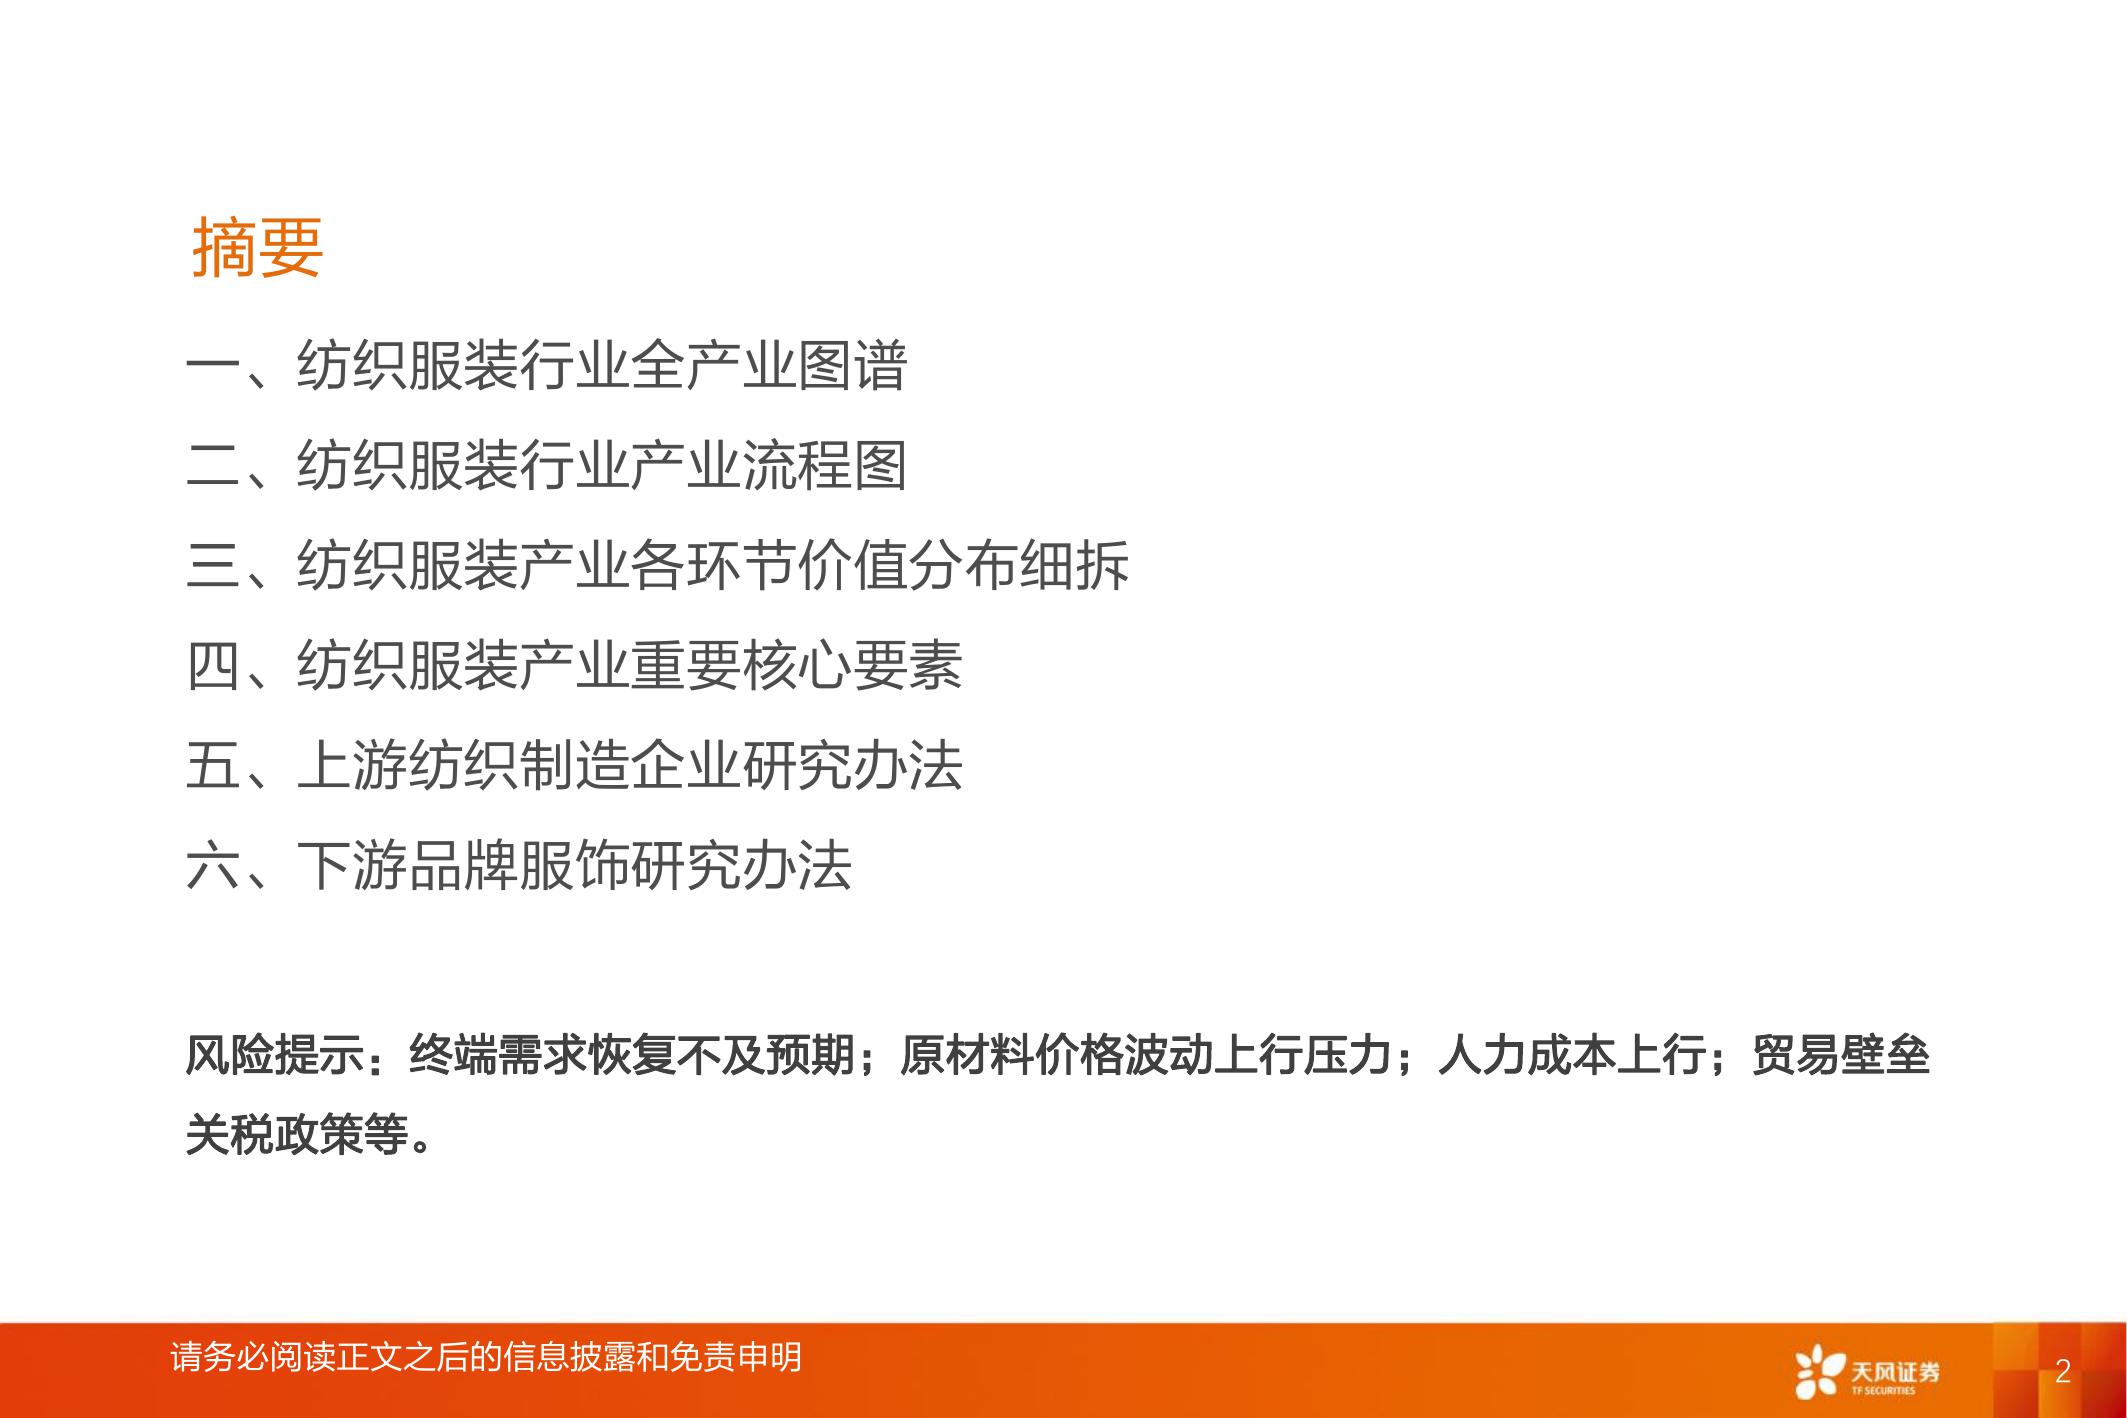 摘要
一、纺织服装行业全产业图谱
二、纺织服装行业产业流程图
三、纺织服装产业各环节价值分布细拆
四、纺织服装产业重要核心要素
五、上游纺织制造企业研究办法
六、下游品牌服饰研究办法
风险提示：终端需求恢复不及预期；原材料价格波动上行压力；人力成本上行；贸易壁垒
关税政策等。
请务必阅读正文之后的信息披露和免责申明
天风证券
TF SECURITIES
2